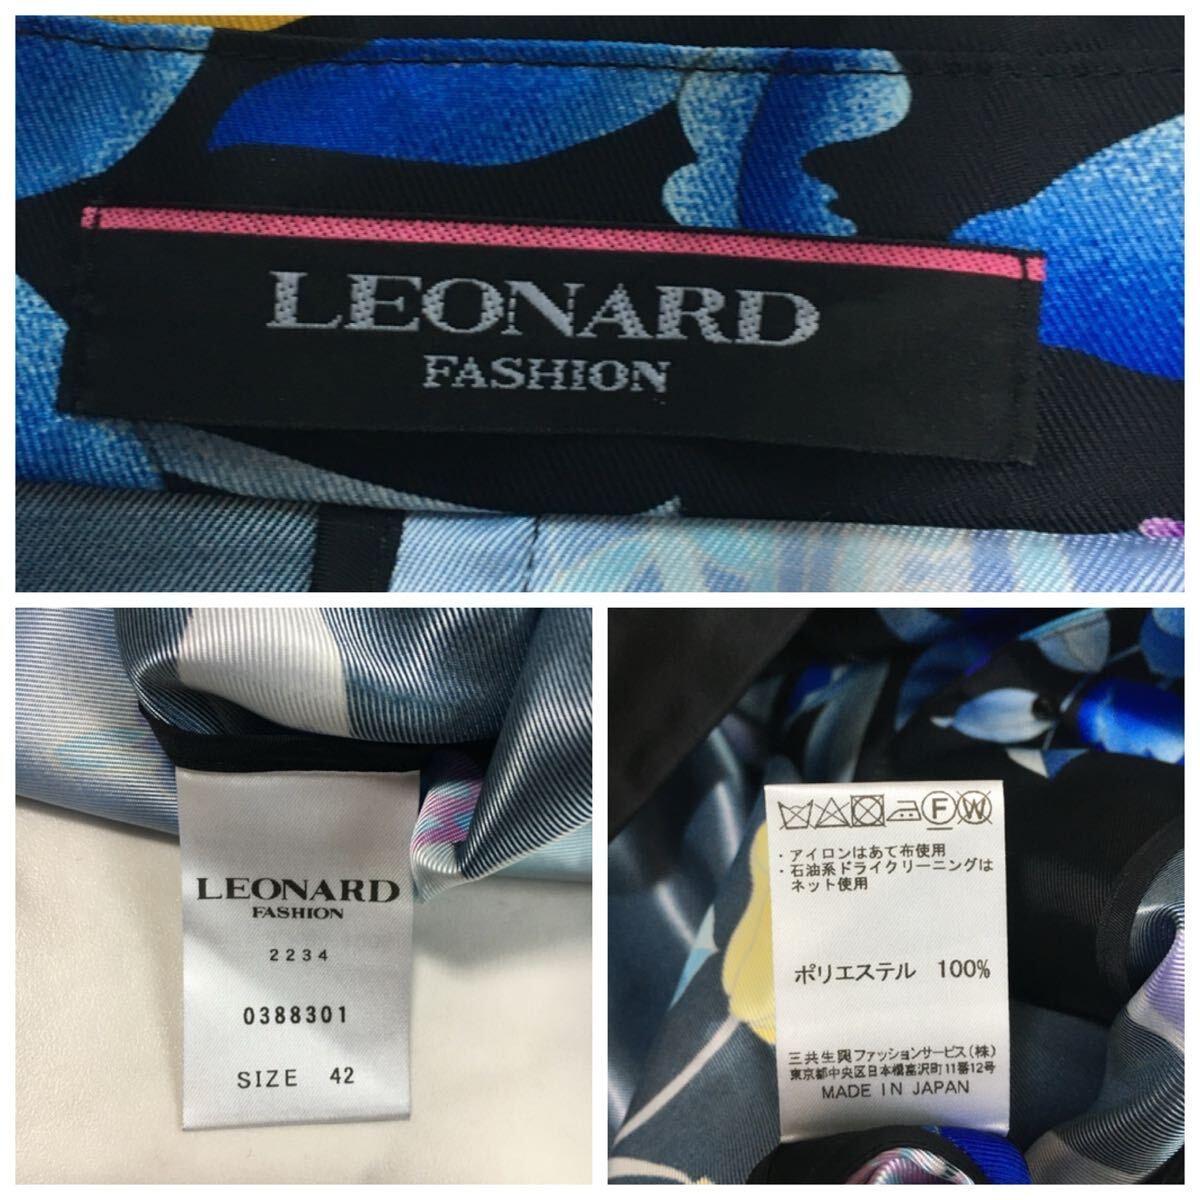 LEONARD
FASHION
LEONARD
FASHION
2234
0388301
SIZE 42
F W
・アイロンはあて布使用
・石油系ドライクリーニングは
ネット使用
ポリエステル 100%
三共生興ファッションサービス(株)
東京都中央区日本橋富沢町11番12号
MADE IN JAPAN